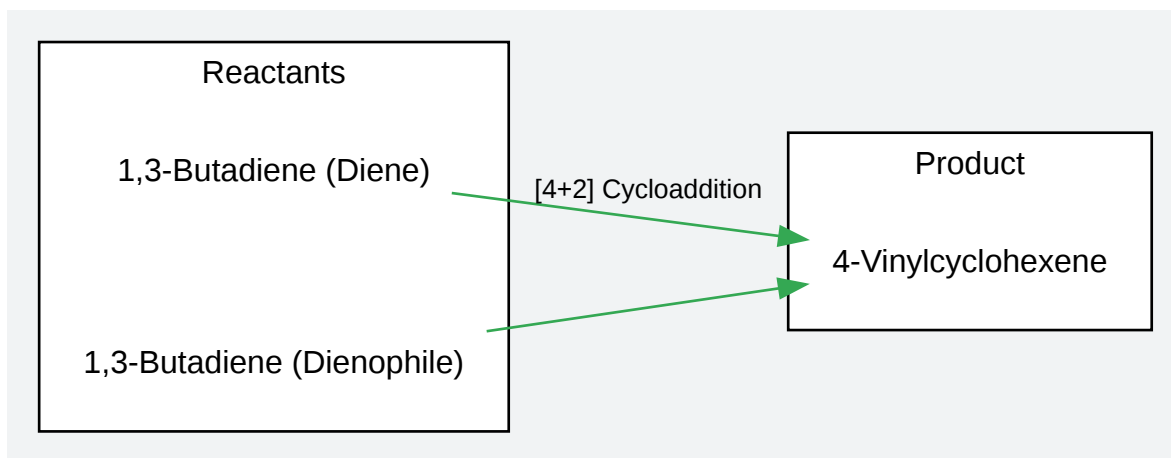 Reactants
1,3-Butadiene (Diene)
1,3-Butadiene (Dienophile)
[4+2] Cycloaddition
Product
4-Vinylcyclohexene